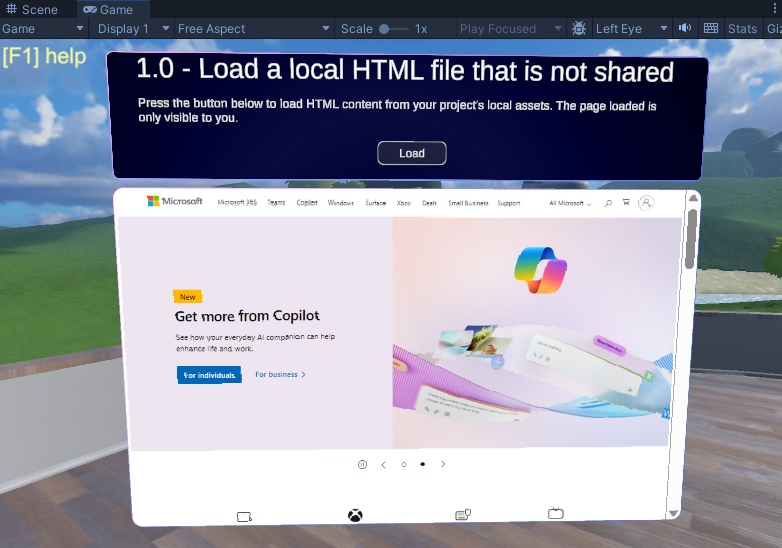 Scene
Game
Game
Display 1
Free Aspect
Scale
1x
Play Focused
Left Eye
Stats
Giz
[F1] help
1.0 - Load a local HTML file that is not shared
Press the button below to load HTML content from your project's local assets. The page loaded is
only visible to you.
Load
Microsoft
Microsoft 365
Teams
Copilot
Windows
Surface
Xbox
Deals
Small Business
Support
All Microsoft
New
Get more from Copilot
See how your everyday AI companion can help
enhance life and work.
For individuals
For business